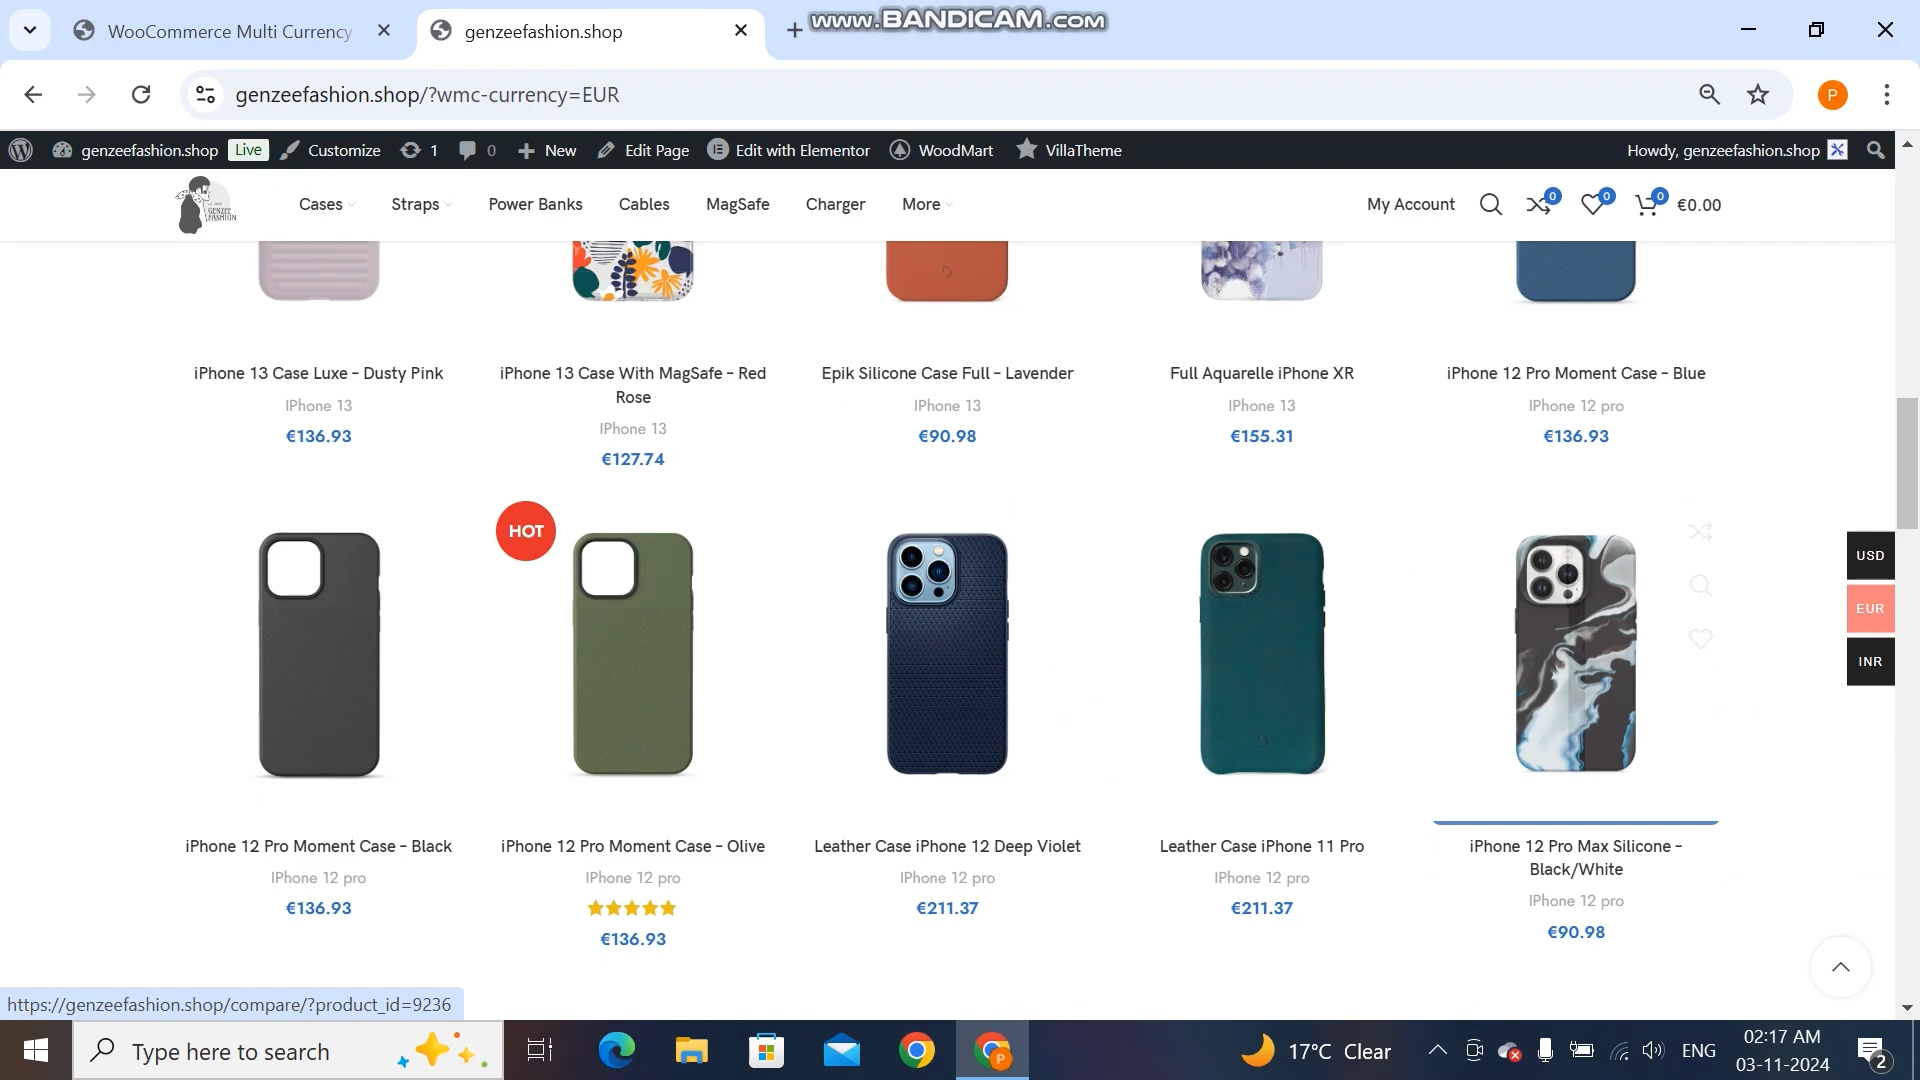 WooCommerce Multi Currency
genzeefashion.shop
www.BANDICAM.com
genzeefashion.shop/?wmc-currency=EUR
P
genzeefashion.shop Live Customize 1 0 New Edit Page Edit with Elementor WoodMart VillaTheme Howdy, genzeefashion.shop
GENZEE
FASHION
Cases Straps Power Banks Cables MagSafe Charger More My Account 0 0 0 €0.00
iPhone 13 Case Luxe – Dusty Pink
IPhone 13
€136.93
iPhone 13 Case With MagSafe – Red
Rose
IPhone 13
€127.74
Epik Silicone Case Full – Lavender
IPhone 13
€90.98
Full Aquarelle iPhone XR
IPhone 13
€155.31
iPhone 12 Pro Moment Case – Blue
IPhone 12 pro
€136.93
USD
EUR
INR
iPhone 12 Pro Moment Case – Black
IPhone 12 pro
€136.93
HOT
iPhone 12 Pro Moment Case – Olive
IPhone 12 pro
€136.93
Leather Case iPhone 12 Deep Violet
IPhone 12 pro
€211.37
Leather Case iPhone 11 Pro
IPhone 12 pro
€211.37
iPhone 12 Pro Max Silicone –
Black/White
IPhone 12 pro
€90.98
https://genzeefashion.shop/compare/?product_id=9236
Type here to search
P
17°C Clear
ENG
02:17 AM
03-11-2024
2